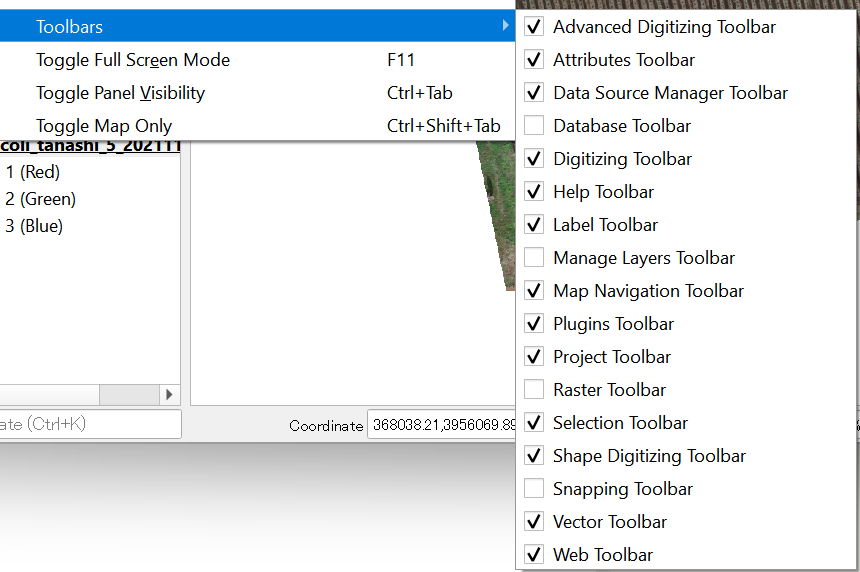 Toolbars
Toggle Full Screen Mode F11
Toggle Panel Visibility Ctrl+Tab
Toggle Map Only Ctrl+Shift+Tab
coli_tanashi_5_202111
1 (Red)
2 (Green)
3 (Blue)
ate (Ctrl+K)
Coordinate 368038.21,3956069.89
Advanced Digitizing Toolbar
Attributes Toolbar
Data Source Manager Toolbar
Database Toolbar
Digitizing Toolbar
Help Toolbar
Label Toolbar
Manage Layers Toolbar
Map Navigation Toolbar
Plugins Toolbar
Project Toolbar
Raster Toolbar
Selection Toolbar
Shape Digitizing Toolbar
Snapping Toolbar
Vector Toolbar
Web Toolbar